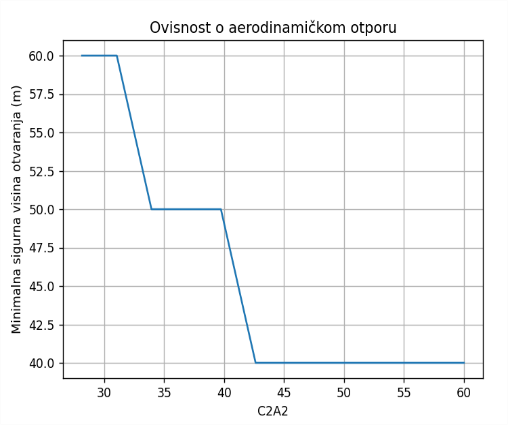 Ovisnost o aerodinamičkom otporu
Minimalna sigurna visina otvaranja (m)
60.0
57.5
55.0
52.5
50.0
47.5
45.0
42.5
40.0
30 35 40 45 50 55 60
C2A2